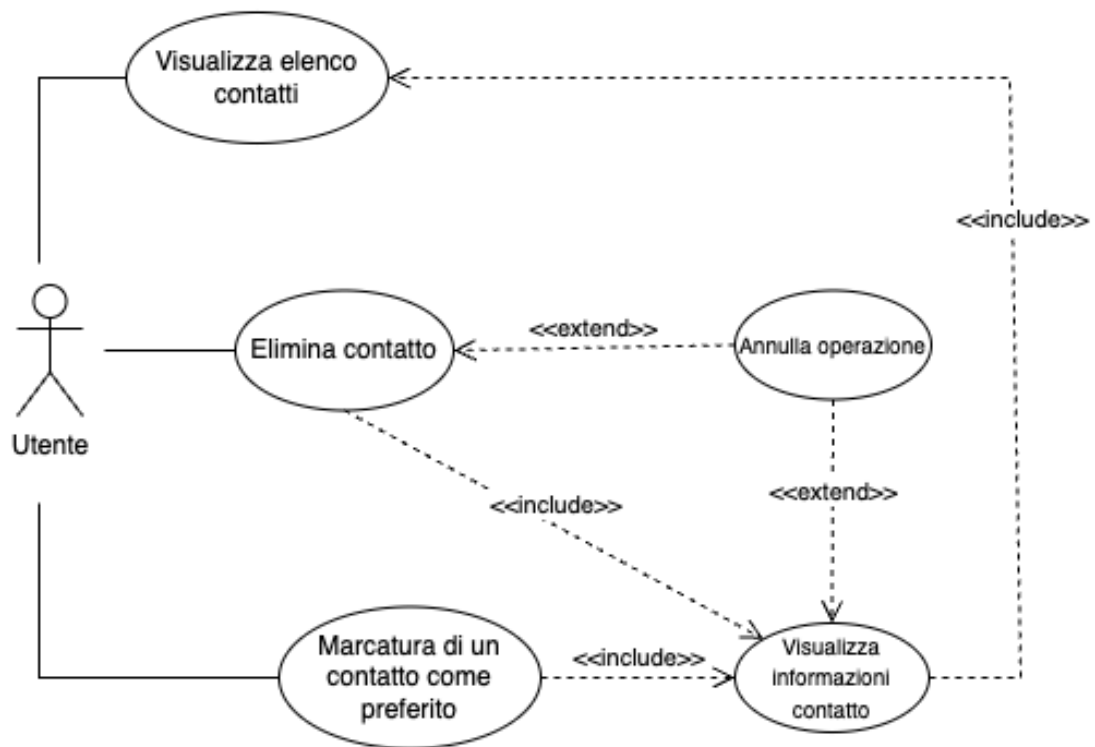 Visualizza elenco
contatti
<<include>>
Elimina contatto
<<extend>>
Annulla operazione
Utente
<<include>>
<<extend>>
Marcatura di un
contatto come
preferito
<<include>>
Visualizza
informazioni
contatto